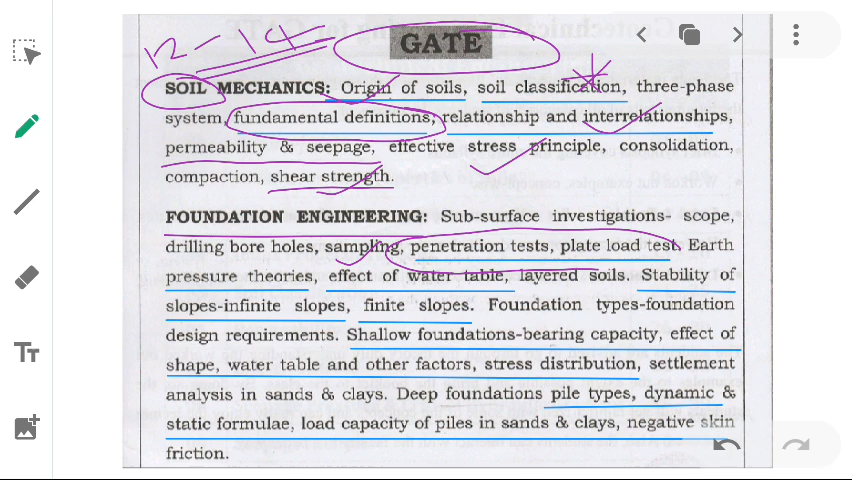 12-14
GATE
SOIL MECHANICS: Origin of soils, soil classification, three-phase
system, fundamental definitions, relationship and interrelationships,
permeability & seepage, effective stress principle, consolidation,
compaction, shear strength.
FOUNDATION ENGINEERING: Sub-surface investigations- scope,
drilling bore holes, sampling, penetration tests, plate load test. Earth
pressure theories, effect of water table, layered soils. Stability of
slopes-infinite slopes, finite slopes. Foundation types-foundation
design requirements. Shallow foundations-bearing capacity, effect of
shape, water table and other factors, stress distribution, settlement
analysis in sands & clays. Deep foundations pile types, dynamic &
static formulae, load capacity of piles in sands & clays, negative skin
friction.
TT